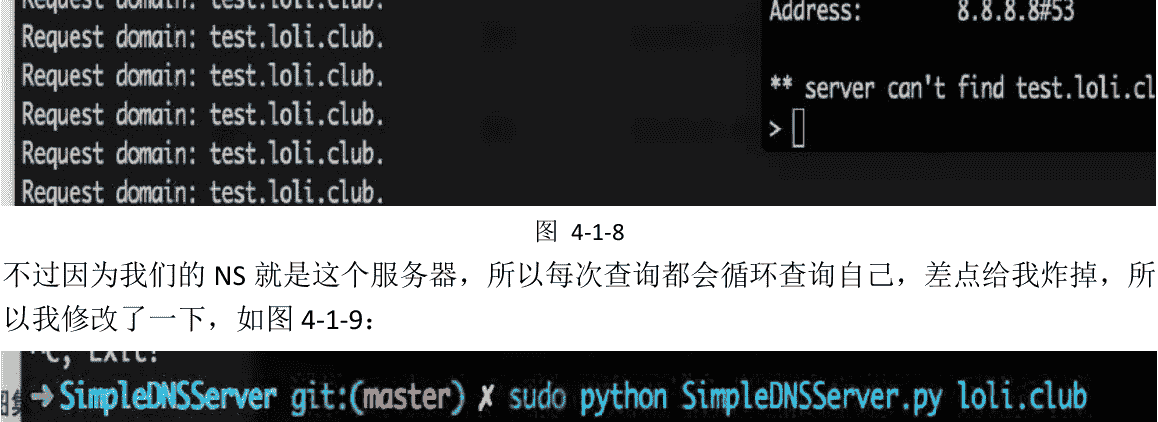 Request domain: test.loli.club.
Address: 8.8.8.8#53
Request domain: test.loli.club.
Request domain: test.loli.club.
** server can't find test.loli.cl
Request domain: test.loli.club.
>
Request domain: test.loli.club.
Request domain: test.loli.club.
图 4-1-8
不过因为我们的 NS 就是这个服务器，所以每次查询都会循环查询自己，差点给我炸掉，所
以我修改了一下，如图 4-1-9：
^C, EXIT!
→ SimpleDNSServer git:(master) ✗ sudo python SimpleDNSServer.py loli.club